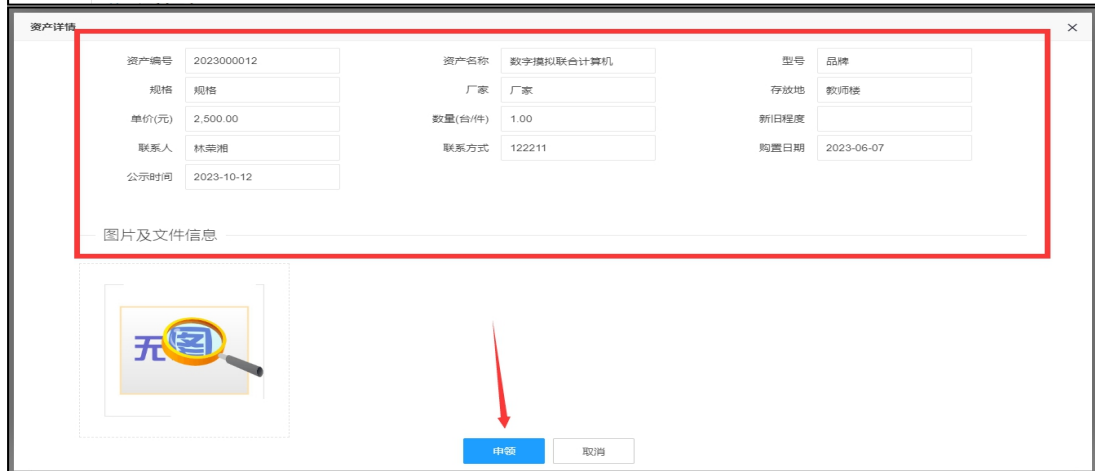 资产详情
资产编号 2023000012 资产名称 数字摸拟联合计算机 型号 品牌
规格 规格 厂家 厂家 存放地 教师楼
单价(元) 2,500.00 数量(台/件) 1.00 新旧程度
联系人 林荣湘 联系方式 122211 购置日期 2023-06-07
公示时间 2023-10-12
图片及文件信息
无图
申领 取消